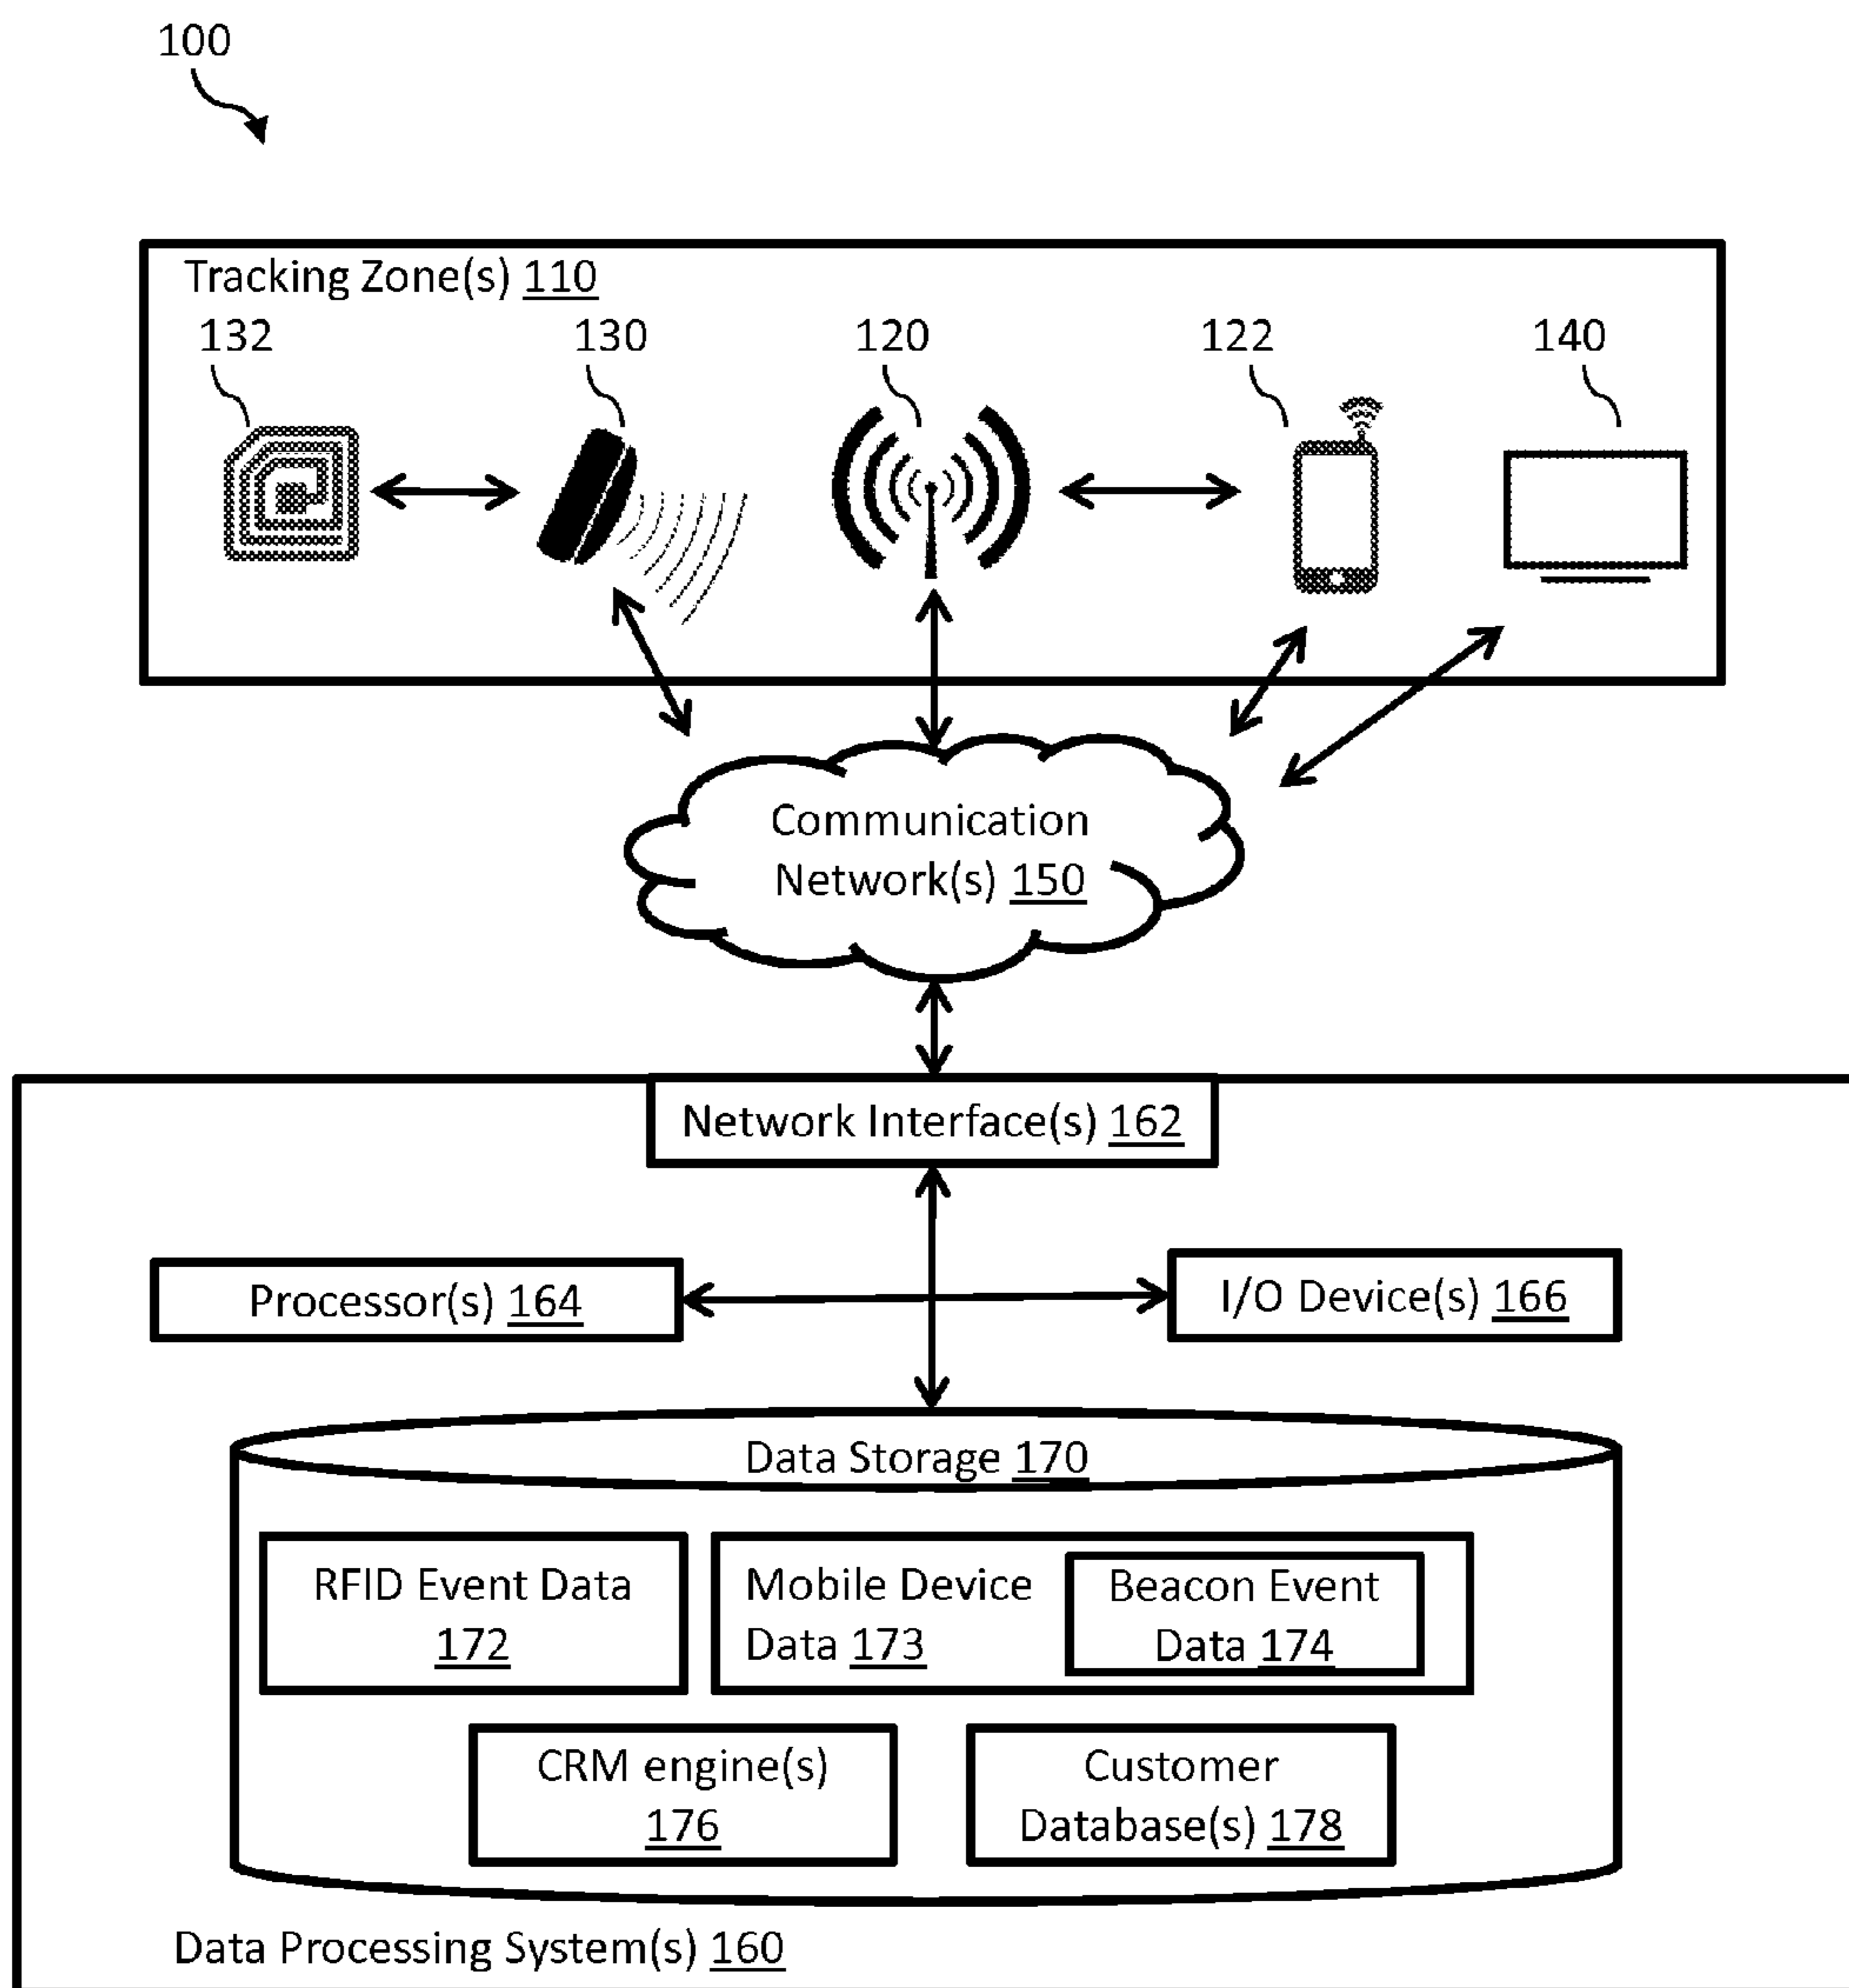 100
Tracking Zone(s) 110
132 130 120 122 140
Communication
Network(s) 150
Network Interface(s) 162
Processor(s) 164
I/O Device(s) 166
Data Storage 170
RFID Event Data
172
Mobile Device
Data 173
Beacon Event
Data 174
CRM engine(s)
176
Customer
Database(s) 178
Data Processing System(s) 160